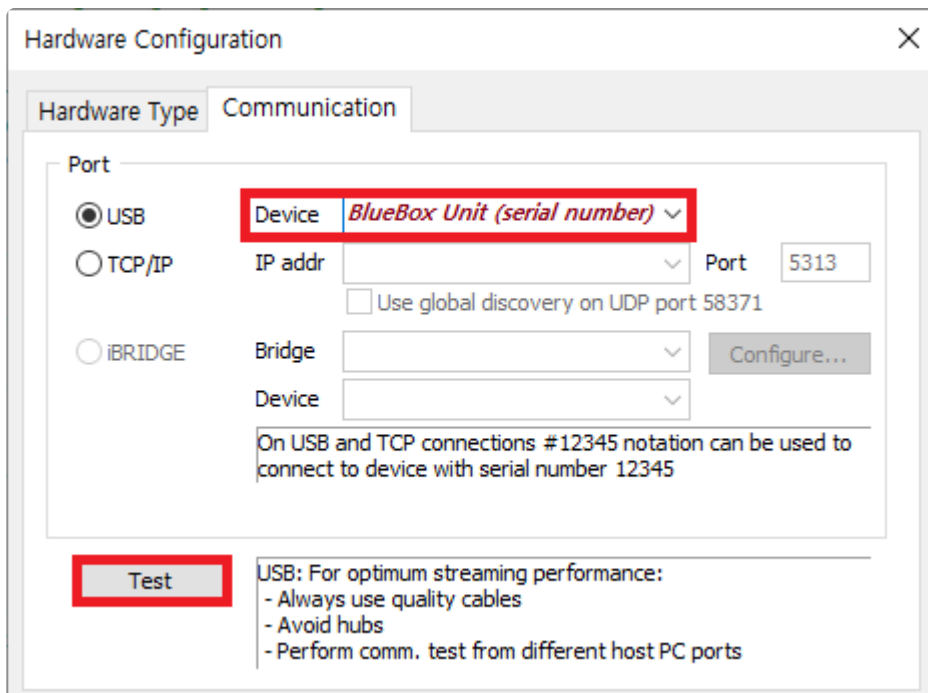 Hardware Configuration
Hardware Type Communication
Port
USB Device BlueBox Unit (serial number)
TCP/IP IP addr Port 5313
Use global discovery on UDP port 58371
iBRIDGE Bridge Configure...
Device
On USB and TCP connections #12345 notation can be used to
connect to device with serial number 12345
Test
USB: For optimum streaming performance:
- Always use quality cables
- Avoid hubs
- Perform comm. test from different host PC ports